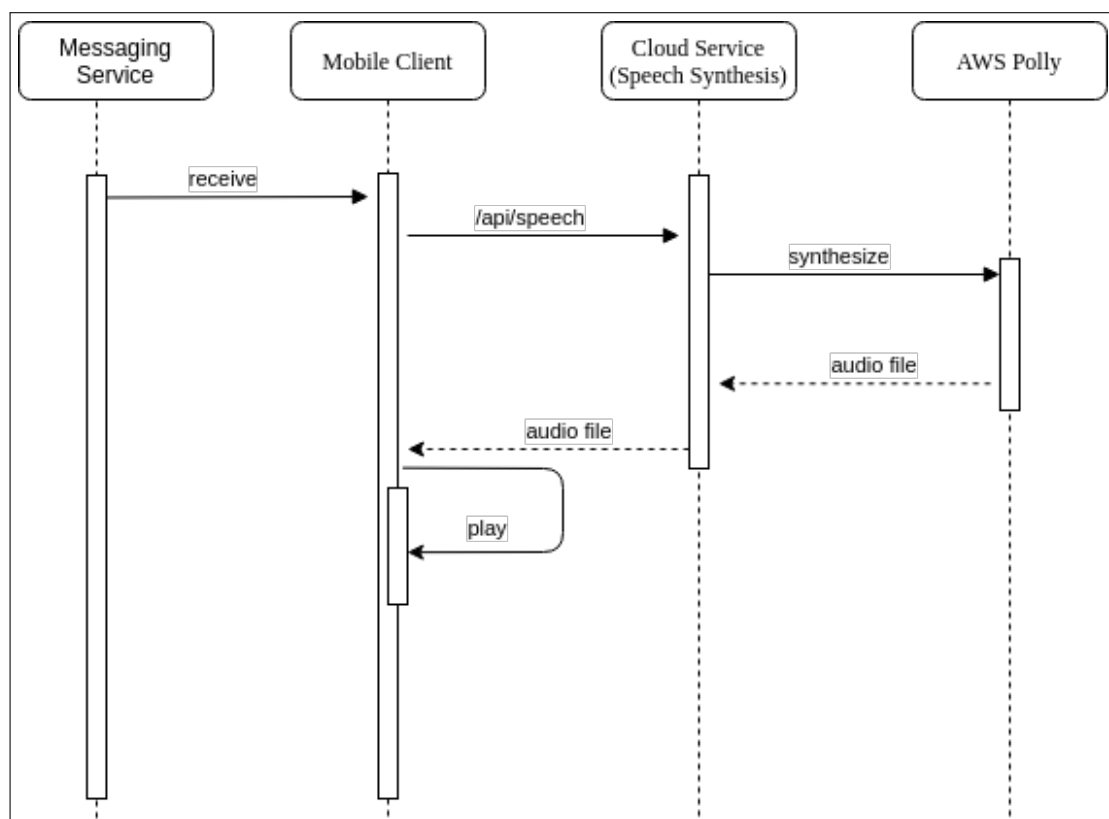 Messaging
Service
Mobile Client
Cloud Service
(Speech Synthesis)
AWS Polly
receive
/api/speech
synthesize
audio file
audio file
play